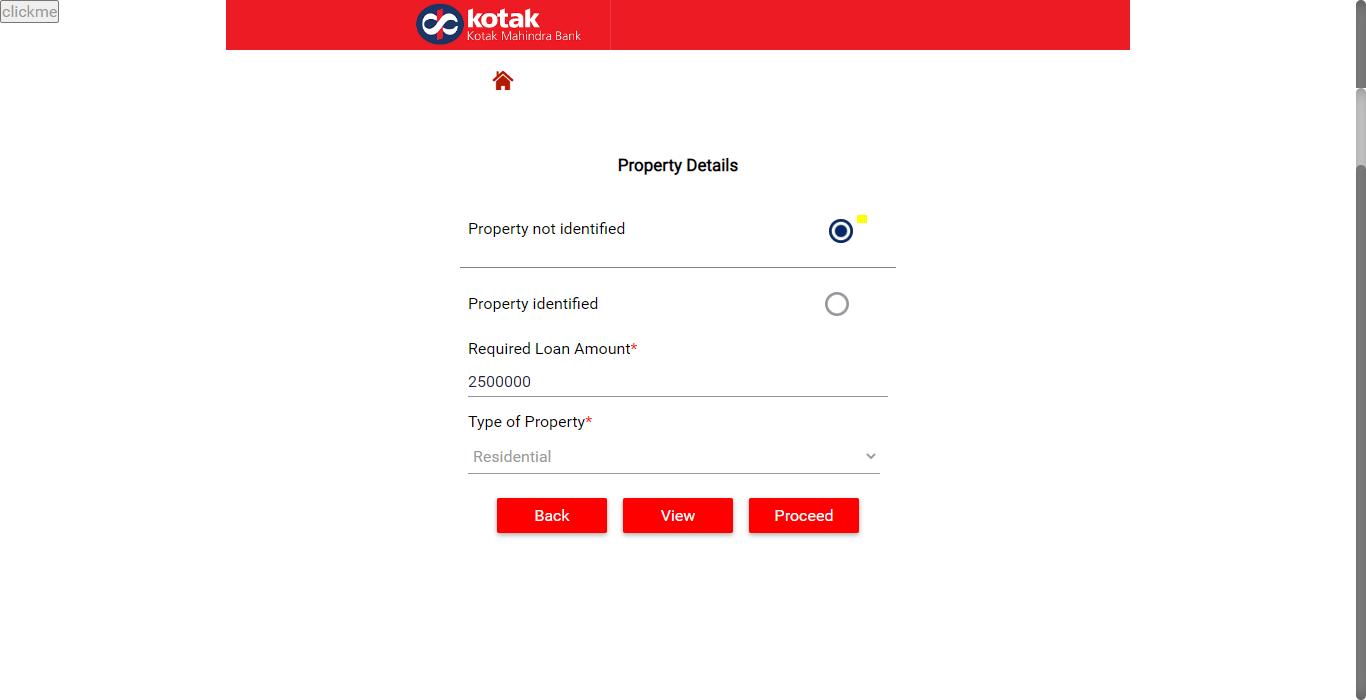 clickme
kotak
Kotak Mahindra Bank
Property Details
Property not identified
Property identified
Required Loan Amount*
2500000
Type of Property*
Residential
Back View Proceed